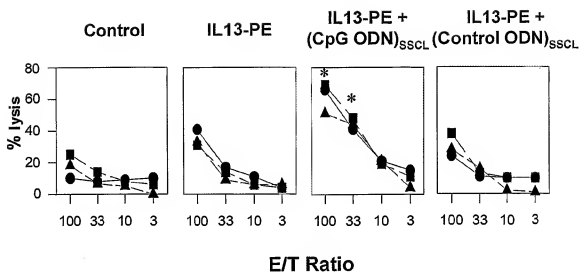 Control
IL13-PE
IL13-PE +
(CpG ODN)SSCL
IL13-PE +
(Control ODN)SSCL
% lysis
80
60
40
20
0
* *
100 33 10 3
100 33 10 3
100 33 10 3
100 33 10 3
E/T Ratio